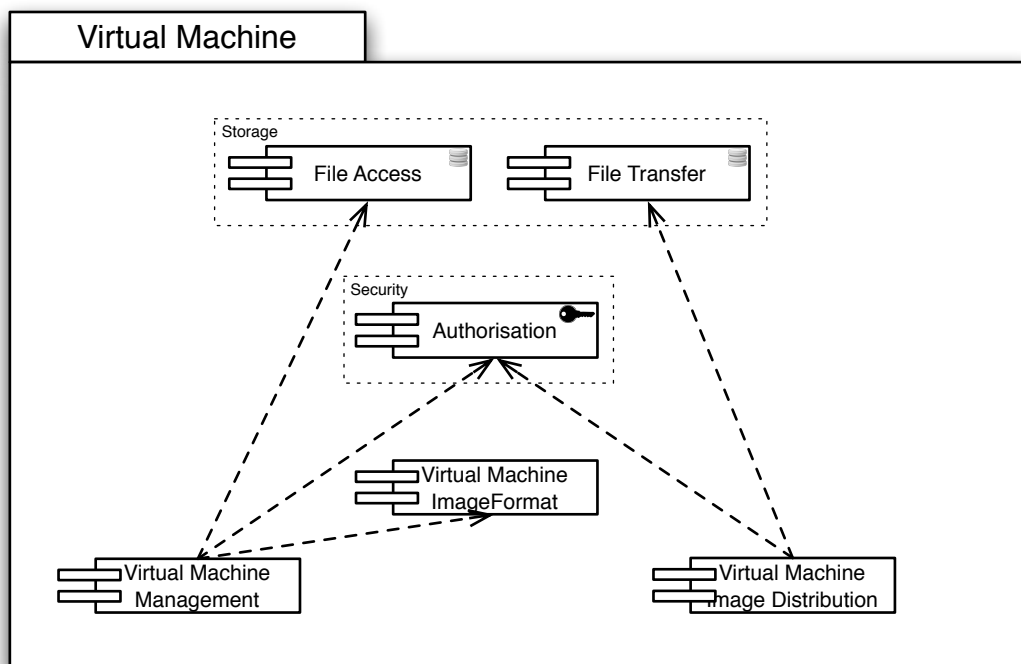 Virtual Machine
Storage
File Access
File Transfer
Security
Authorisation
Virtual Machine
ImageFormat
Virtual Machine
Management
Virtual Machine
Image Distribution